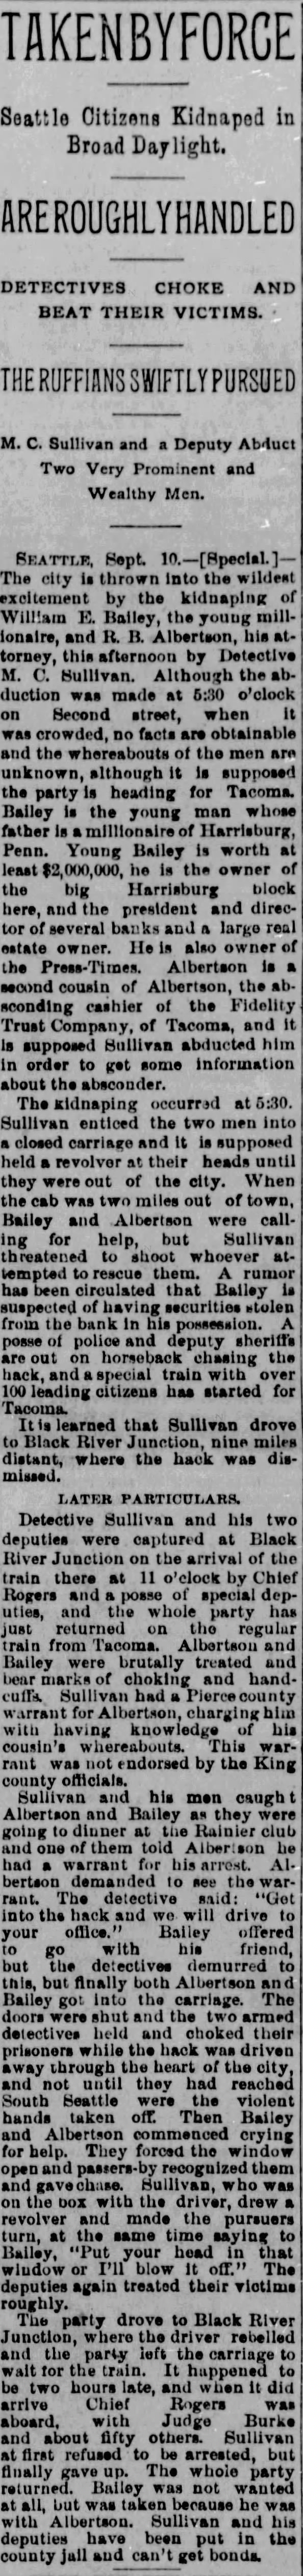 TAKEN BY FORCE
Seattle Citizens Kidnaped in
Broad Daylight.
ARE ROUGHLY HANDLED
DETECTIVES CHOKE AND
BEAT THEIR VICTIMS.
THE RUFFIANS SWIFTLY PURSUED
M. C. Sullivan and a Deputy Abduct
Two Very Prominent and
Wealthy Men.
SEATTLE, Sept. 10.—[Special.]—
The city is thrown into the wildest
excitement by the kidnaping of
William E. Bailey, the young mill-
ionaire, and R. B. Albertson, his at-
torney, this afternoon by Detective
M. C. Sullivan. Although the ab-
duction was made at 5:30 o'clock
on Second street, when it
was crowded, no facts are obtainable
and the whereabouts of the men are
unknown, although it is supposed
the party is heading for Tacoma.
Bailey is the young man whose
father is a millionaire of Harrisburg,
Penn. Young Bailey is worth at
least $2,000,000, he is the owner of
the big Harrisburg block
here, and the president and direc-
tor of several banks and a large real
estate owner. He is also owner of
the Press-Times. Albertson is a
second cousin of Albertson, the ab-
sconding cashier of the Fidelity
Trust Company, of Tacoma, and it
is supposed Sullivan abducted him
in order to get some information
about the absconder.
The kidnaping occurred at 5:30.
Sullivan enticed the two men into
a closed carriage and it is supposed
held a revolver at their heads until
they were out of the city. When
the cab was two miles out of town,
Bailey and Albertson were call-
ing for help, but Sullivan
threatened to shoot whoever at-
tempted to rescue them. A rumor
has been circulated that Bailey is
suspected of having securities stolen
from the bank in his possession. A
posse of police and deputy sheriffs
are out on horseback chasing the
hack, and a special train with over
100 leading citizens has started for
Tacoma.
It is learned that Sullivan drove
to Black River Junction, nine miles
distant, where the hack was dis-
missed.
LATER PARTICULARS.
Detective Sullivan and his two
deputies were captured at Black
River Junction on the arrival of the
train there at 11 o'clock by Chief
Rogers and a posse of special dep-
uties, and the whole party has
just returned on the regular
train from Tacoma. Albertson and
Bailey were brutally treated and
bear marks of choking and hand-
cuffs. Sullivan had a Pierce county
warrant for Albertson, charging him
with having knowledge of his
cousin's whereabouts. This war-
rant was not endorsed by the King
county officials.
Sullivan and his men caught
Albertson and Bailey as they were
going to dinner at the Rainier club
and one of them told Albertson he
had a warrant for his arrest. Al-
bertson demanded to see the war-
rant. The detective said: "Get
into the hack and we will drive to
your office." Bailey offered
to go with his friend,
but the detectives demurred to
this, but finally both Albertson and
Bailey got into the carriage. The
doors were shut and the two armed
detectives held and choked their
prisoners while the hack was driven
away through the heart of the city,
and not until they had reached
South Seattle were the violent
hands taken off. Then Bailey
and Albertson commenced crying
for help. They forced the window
open and passers-by recognized them
and gave chase. Sullivan, who was
on the box with the driver, drew a
revolver and made the pursuers
turn, at the same time saying to
Bailey, "Put your head in that
window or I'll blow it off." The
deputies again treated their victims
roughly.
The party drove to Black River
Junction, where the driver rebelled
and the party left the carriage to
wait for the train. It happened to
be two hours late, and when it did
arrive Chief Rogers was
aboard, with Judge Burke
and about fifty others. Sullivan
at first refused to be arrested, but
finally gave up. The whole party
returned. Bailey was not wanted
at all, but was taken because he was
with Albertson. Sullivan and his
deputies have been put in the
county jail and can't get bonds.